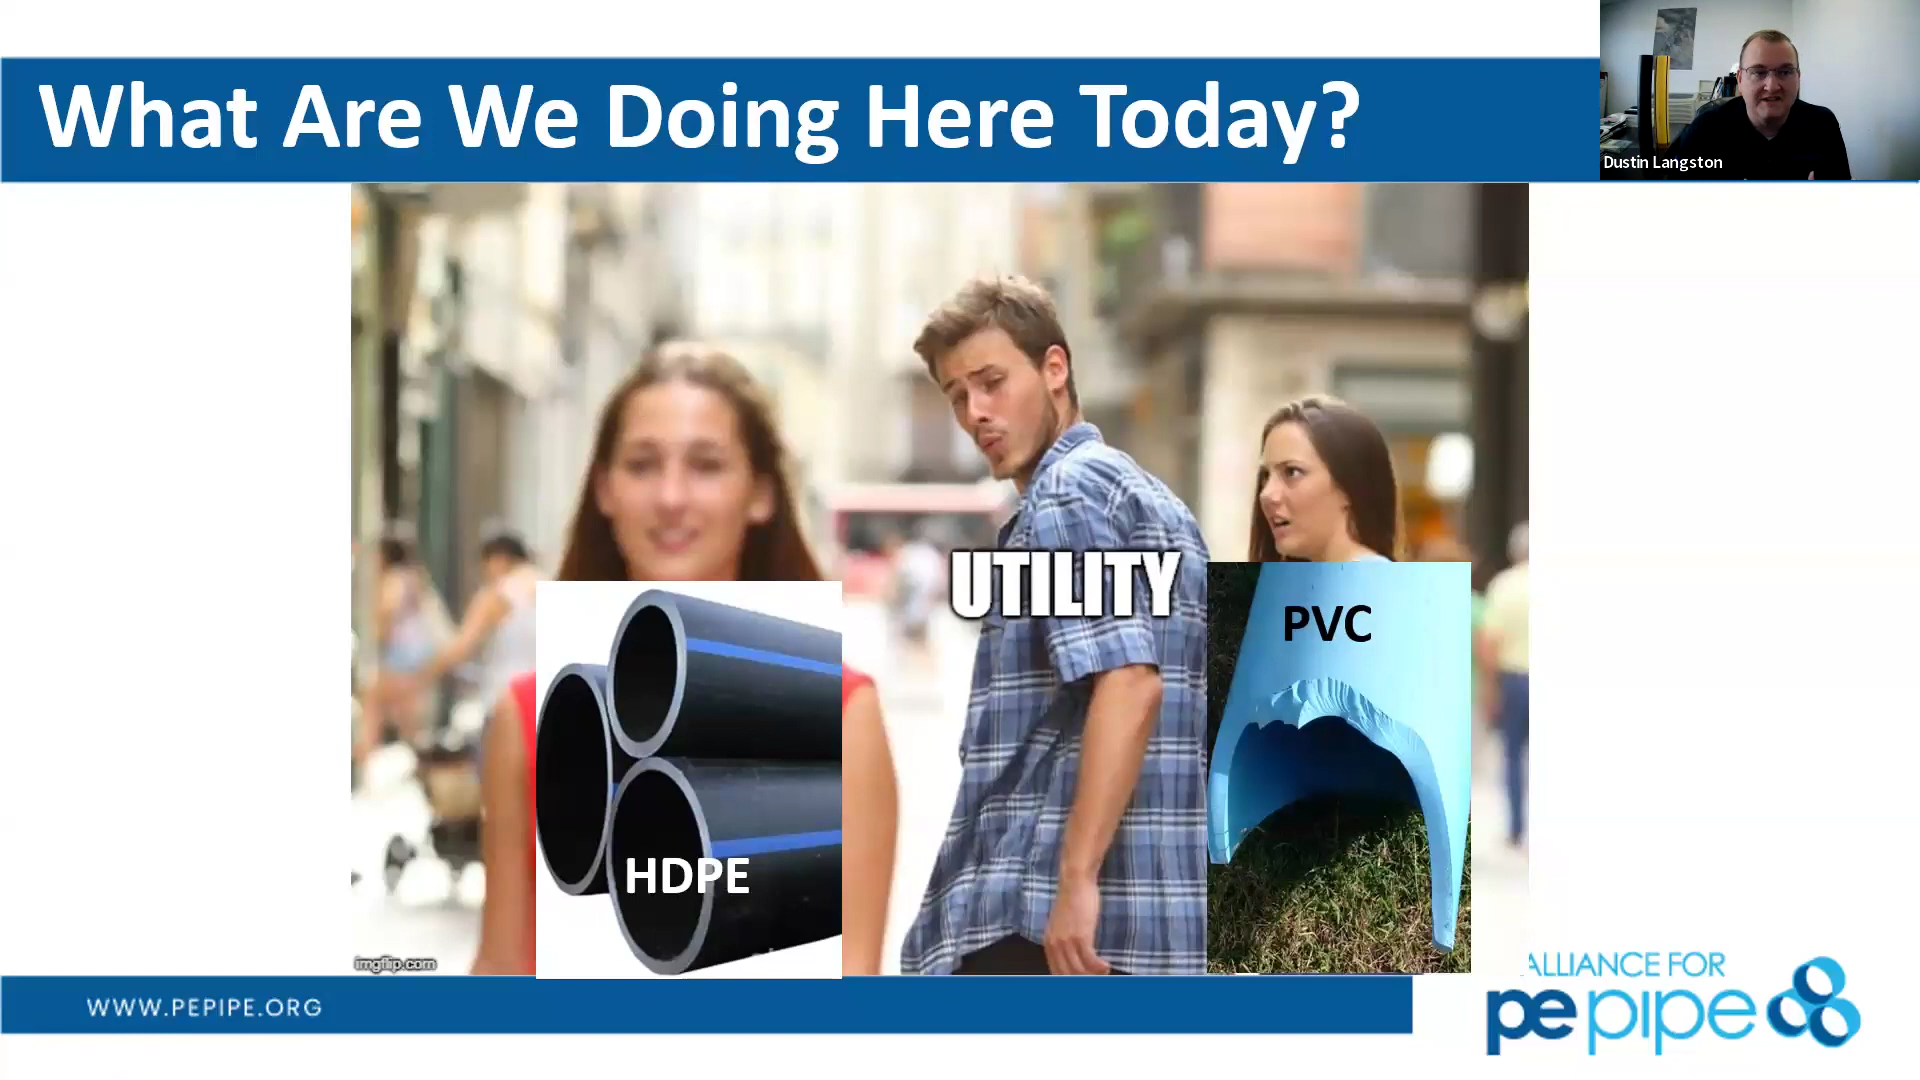 What Are We Doing Here Today?
Dustin Langston
UTILITY
PVC
HDPE
imgflip.com
WWW.PEPIPE.ORG
ALLIANCE FOR
pe pipe